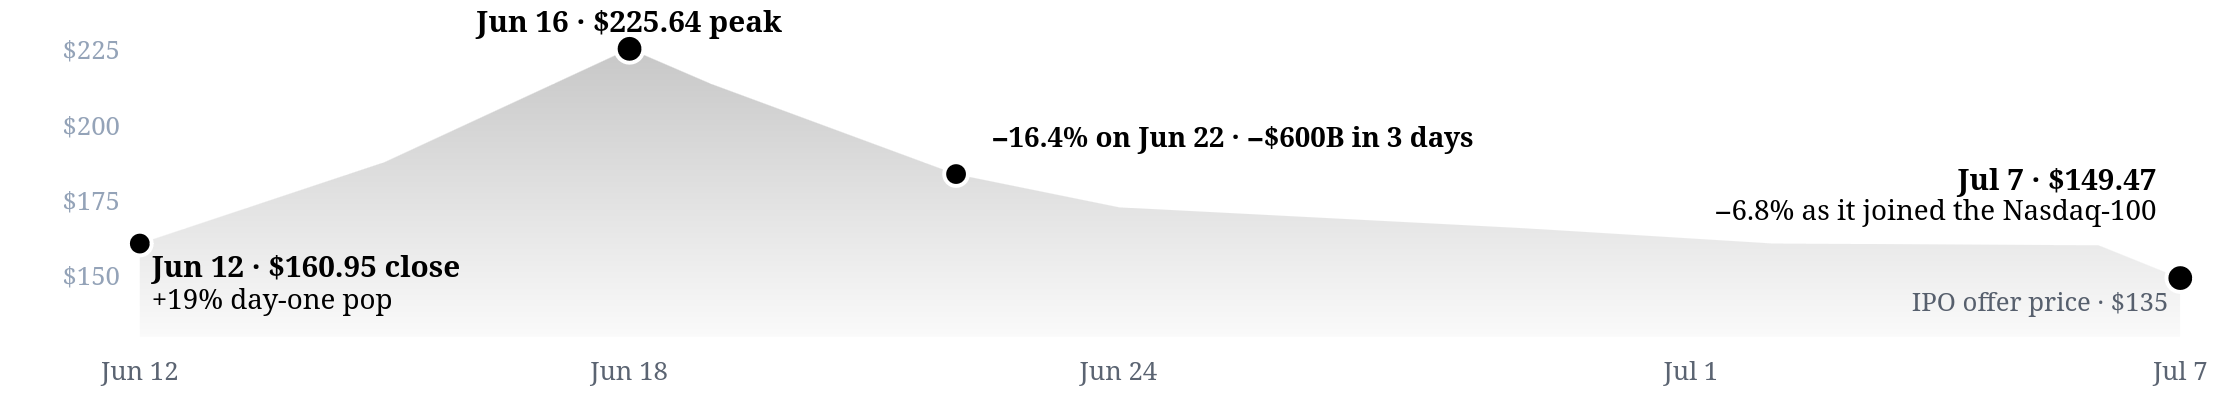 Jun 16 · $225.64 peak
$225
$200
–16.4% on Jun 22 · –$600B in 3 days
Jul 7 · $149.47
$175
–6.8% as it joined the Nasdaq-100
Jun 12 · $160.95 close
$150
+19% day-one pop
IPO offer price · $135
Jun 12
Jun 18
Jun 24
Jul 1
Jul 7